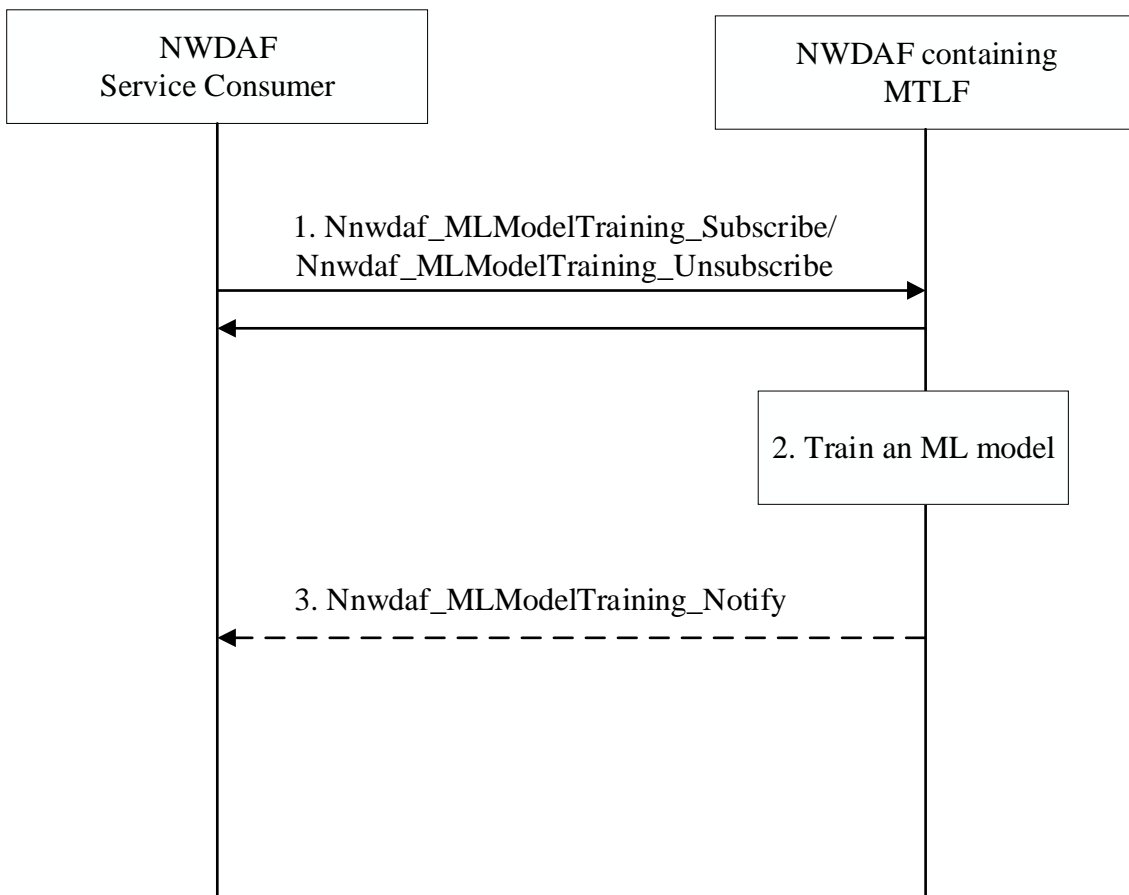 NWDAF
Service Consumer
NWDAF containing
MTLF
1. Nnwdaf_MLModelTraining_Subscribe/
Nnwdaf_MLModelTraining_Unsubscribe
2. Train an ML model
3. Nnwdaf_MLModelTraining_Notify